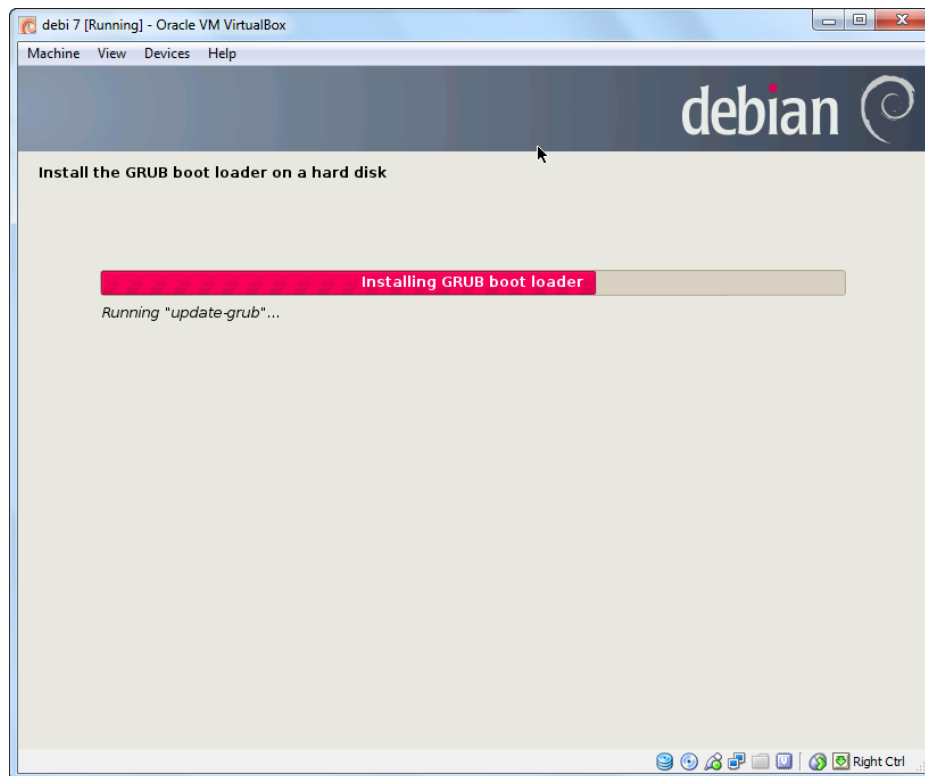 debi 7 [Running] - Oracle VM VirtualBox
Machine View Devices Help
debian
Install the GRUB boot loader on a hard disk
Installing GRUB boot loader
Running "update-grub"...
Right Ctrl